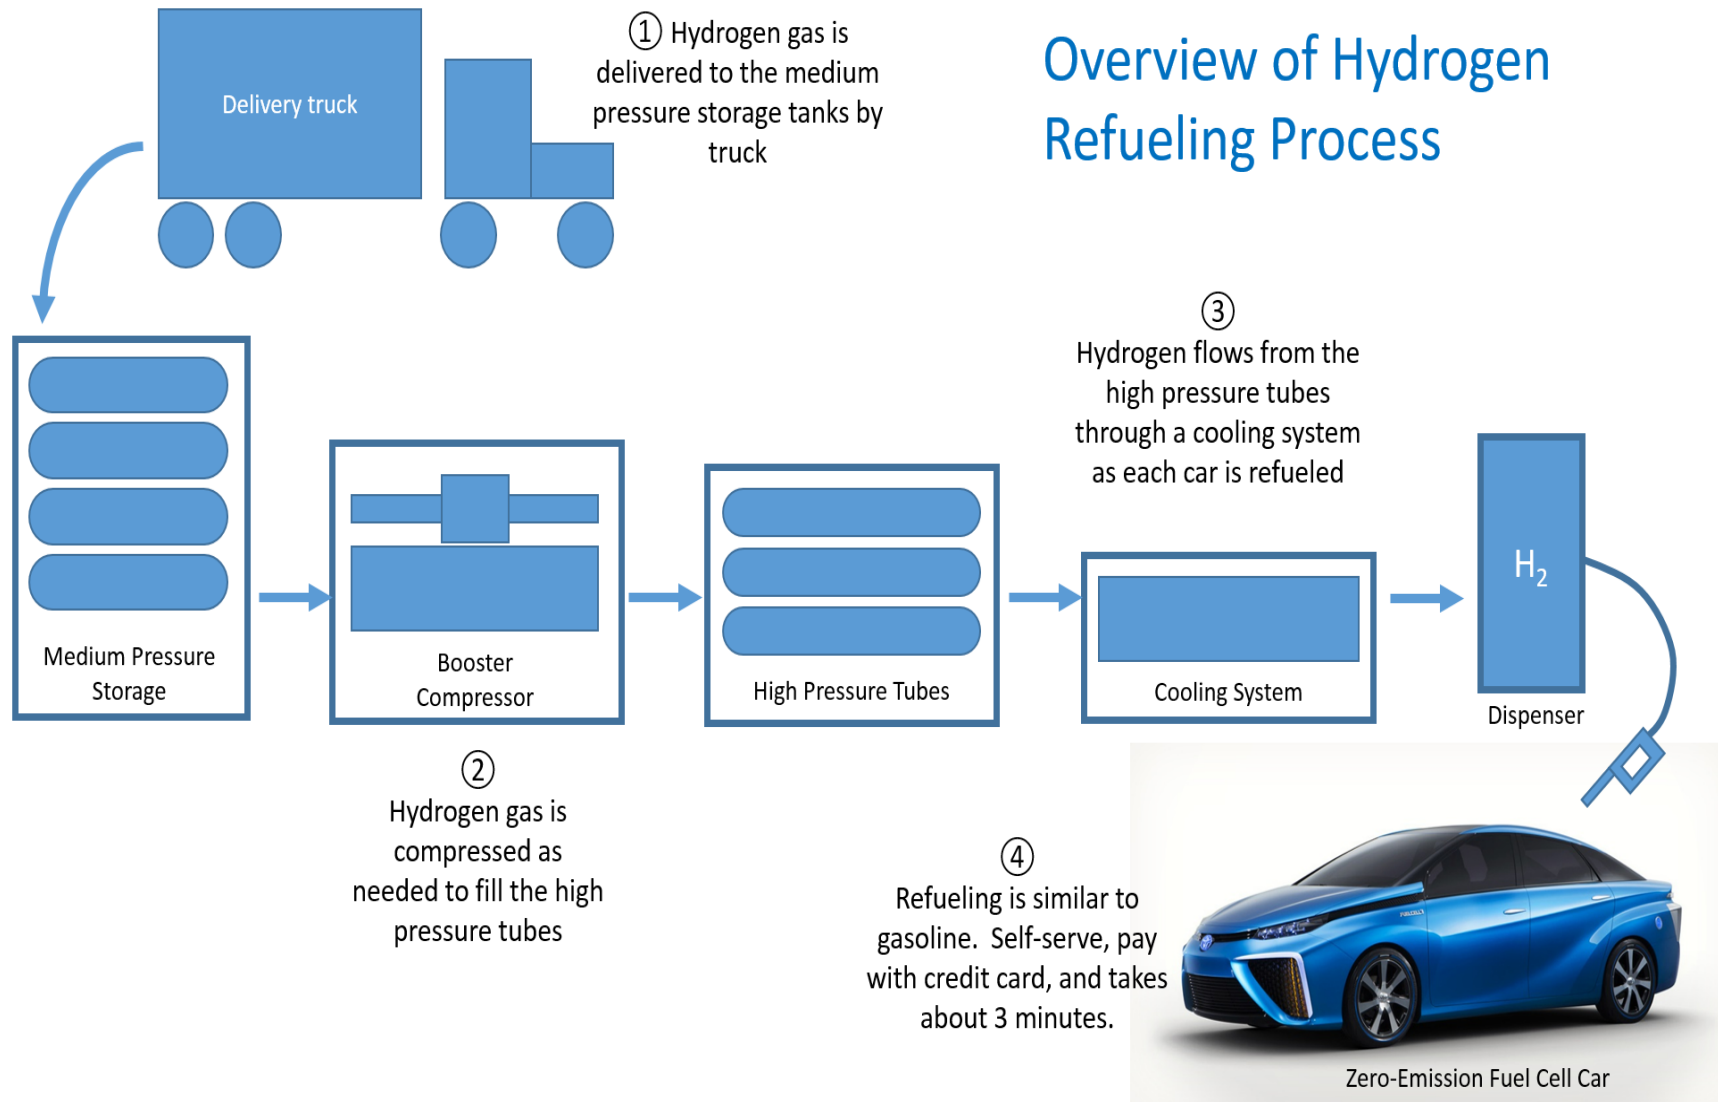 Overview of Hydrogen
Refueling Process
Delivery truck
① Hydrogen gas is
delivered to the medium
pressure storage tanks by
truck
③
Hydrogen flows from the
high pressure tubes
through a cooling system
as each car is refueled
Medium Pressure
Storage
Booster
Compressor
High Pressure Tubes
Cooling System
H₂
Dispenser
②
Hydrogen gas is
compressed as
needed to fill the high
pressure tubes
④
Refueling is similar to
gasoline.  Self-serve, pay
with credit card, and takes
about 3 minutes.
Zero-Emission Fuel Cell Car